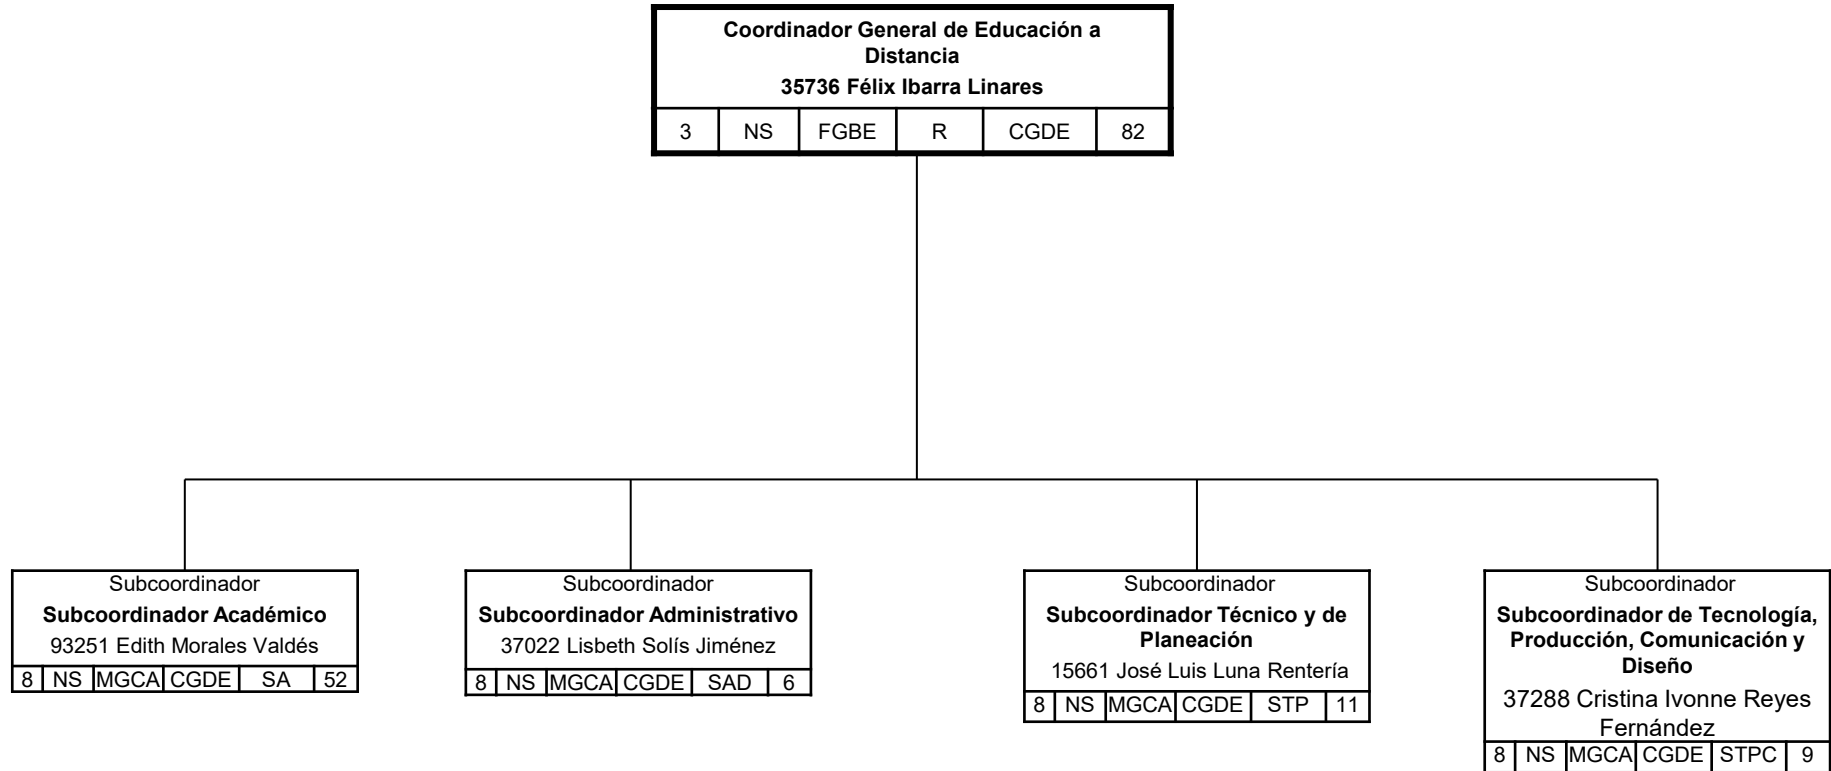 Coordinador General de Educación a
Distancia
35736 Félix Ibarra Linares
3 NS FGBE R CGDE 82
Subcoordinador
Subcoordinador Académico
93251 Edith Morales Valdés
8 NS MGCA CGDE SA 52
Subcoordinador
Subcoordinador Administrativo
37022 Lisbeth Solís Jiménez
8 NS MGCA CGDE SAD 6
Subcoordinador
Subcoordinador Técnico y de
Planeación
15661 José Luis Luna Rentería
8 NS MGCA CGDE STP 11
Subcoordinador
Subcoordinador de Tecnología,
Producción, Comunicación y
Diseño
37288 Cristina Ivonne Reyes
Fernández
8 NS MGCA CGDE STPC 9